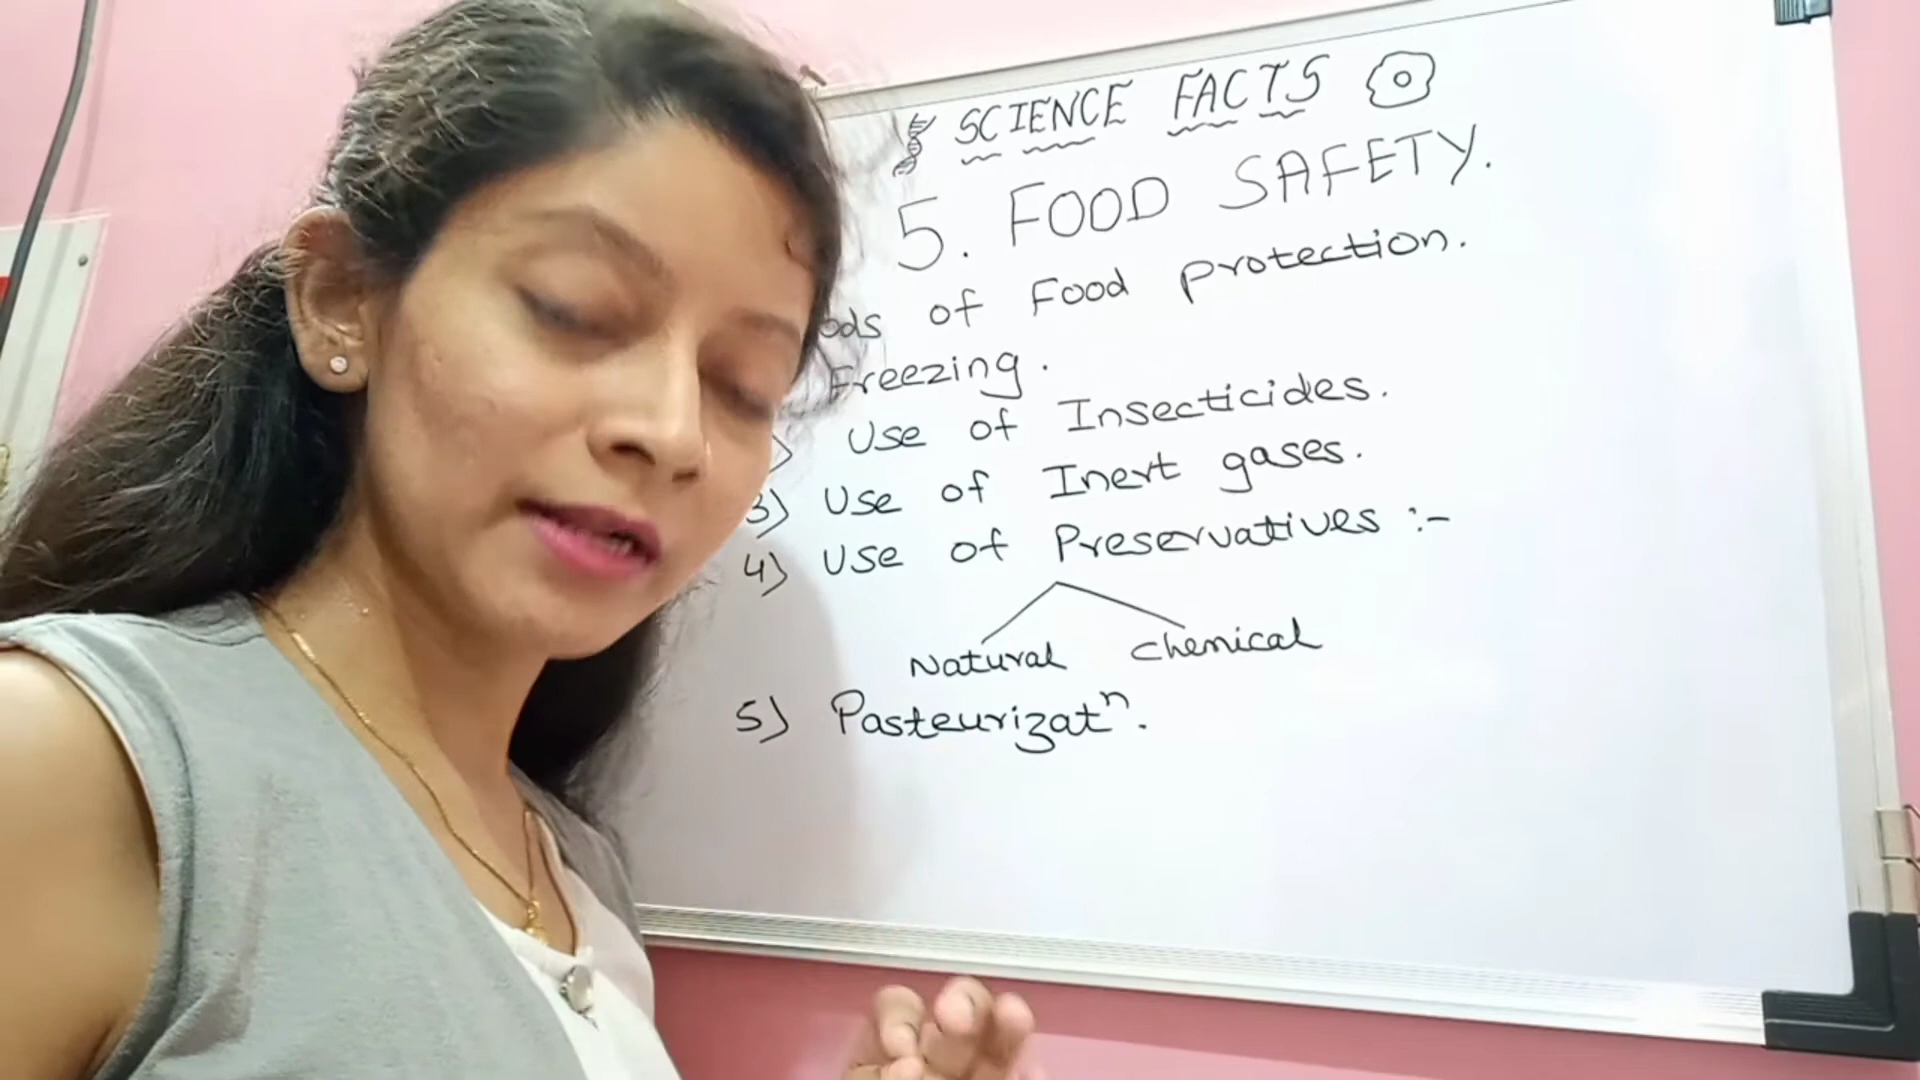 SCIENCE FACTS
5. FOOD SAFETY.
ods of Food protection.
Freezing.
Use of Insecticides.
3) Use of Inert gases.
4) Use of Preservatives :-
Natural chemical
5) Pasteurizatⁿ.